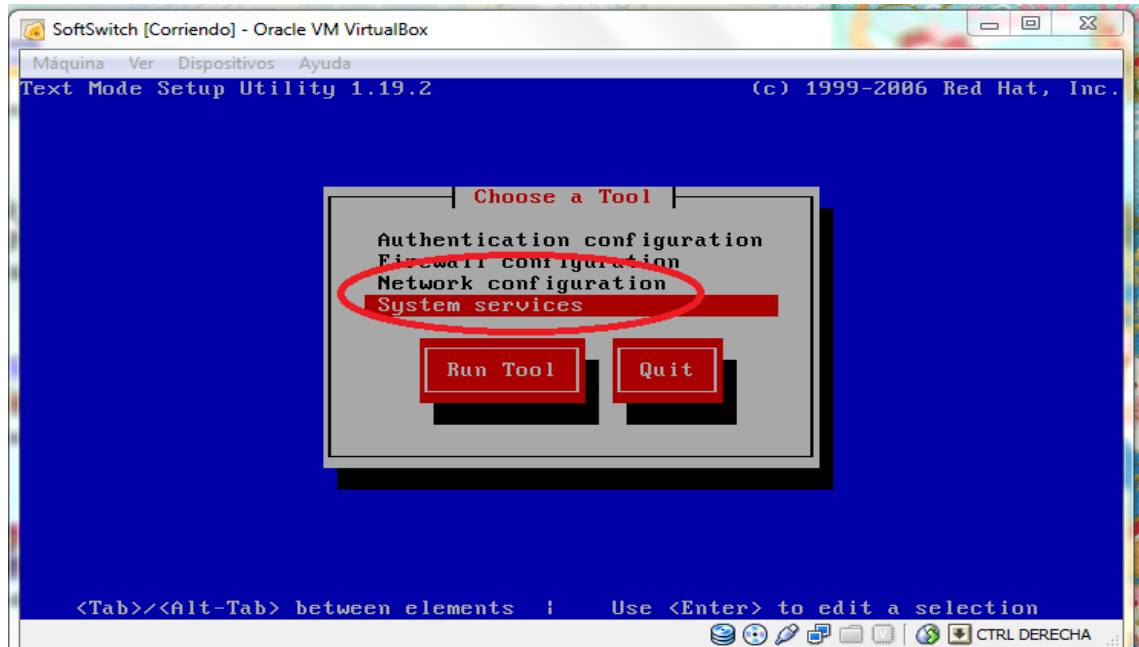 SoftSwitch [Corriendo] - Oracle VM VirtualBox
Máquina Ver Dispositivos Ayuda
Text Mode Setup Utility 1.19.2 (c) 1999-2006 Red Hat, Inc.
Choose a Tool
Authentication configuration
Firewall configuration
Network configuration
System services
Run Tool Quit
<Tab>/<Alt-Tab> between elements | Use <Enter> to edit a selection
CTRL DERECHA